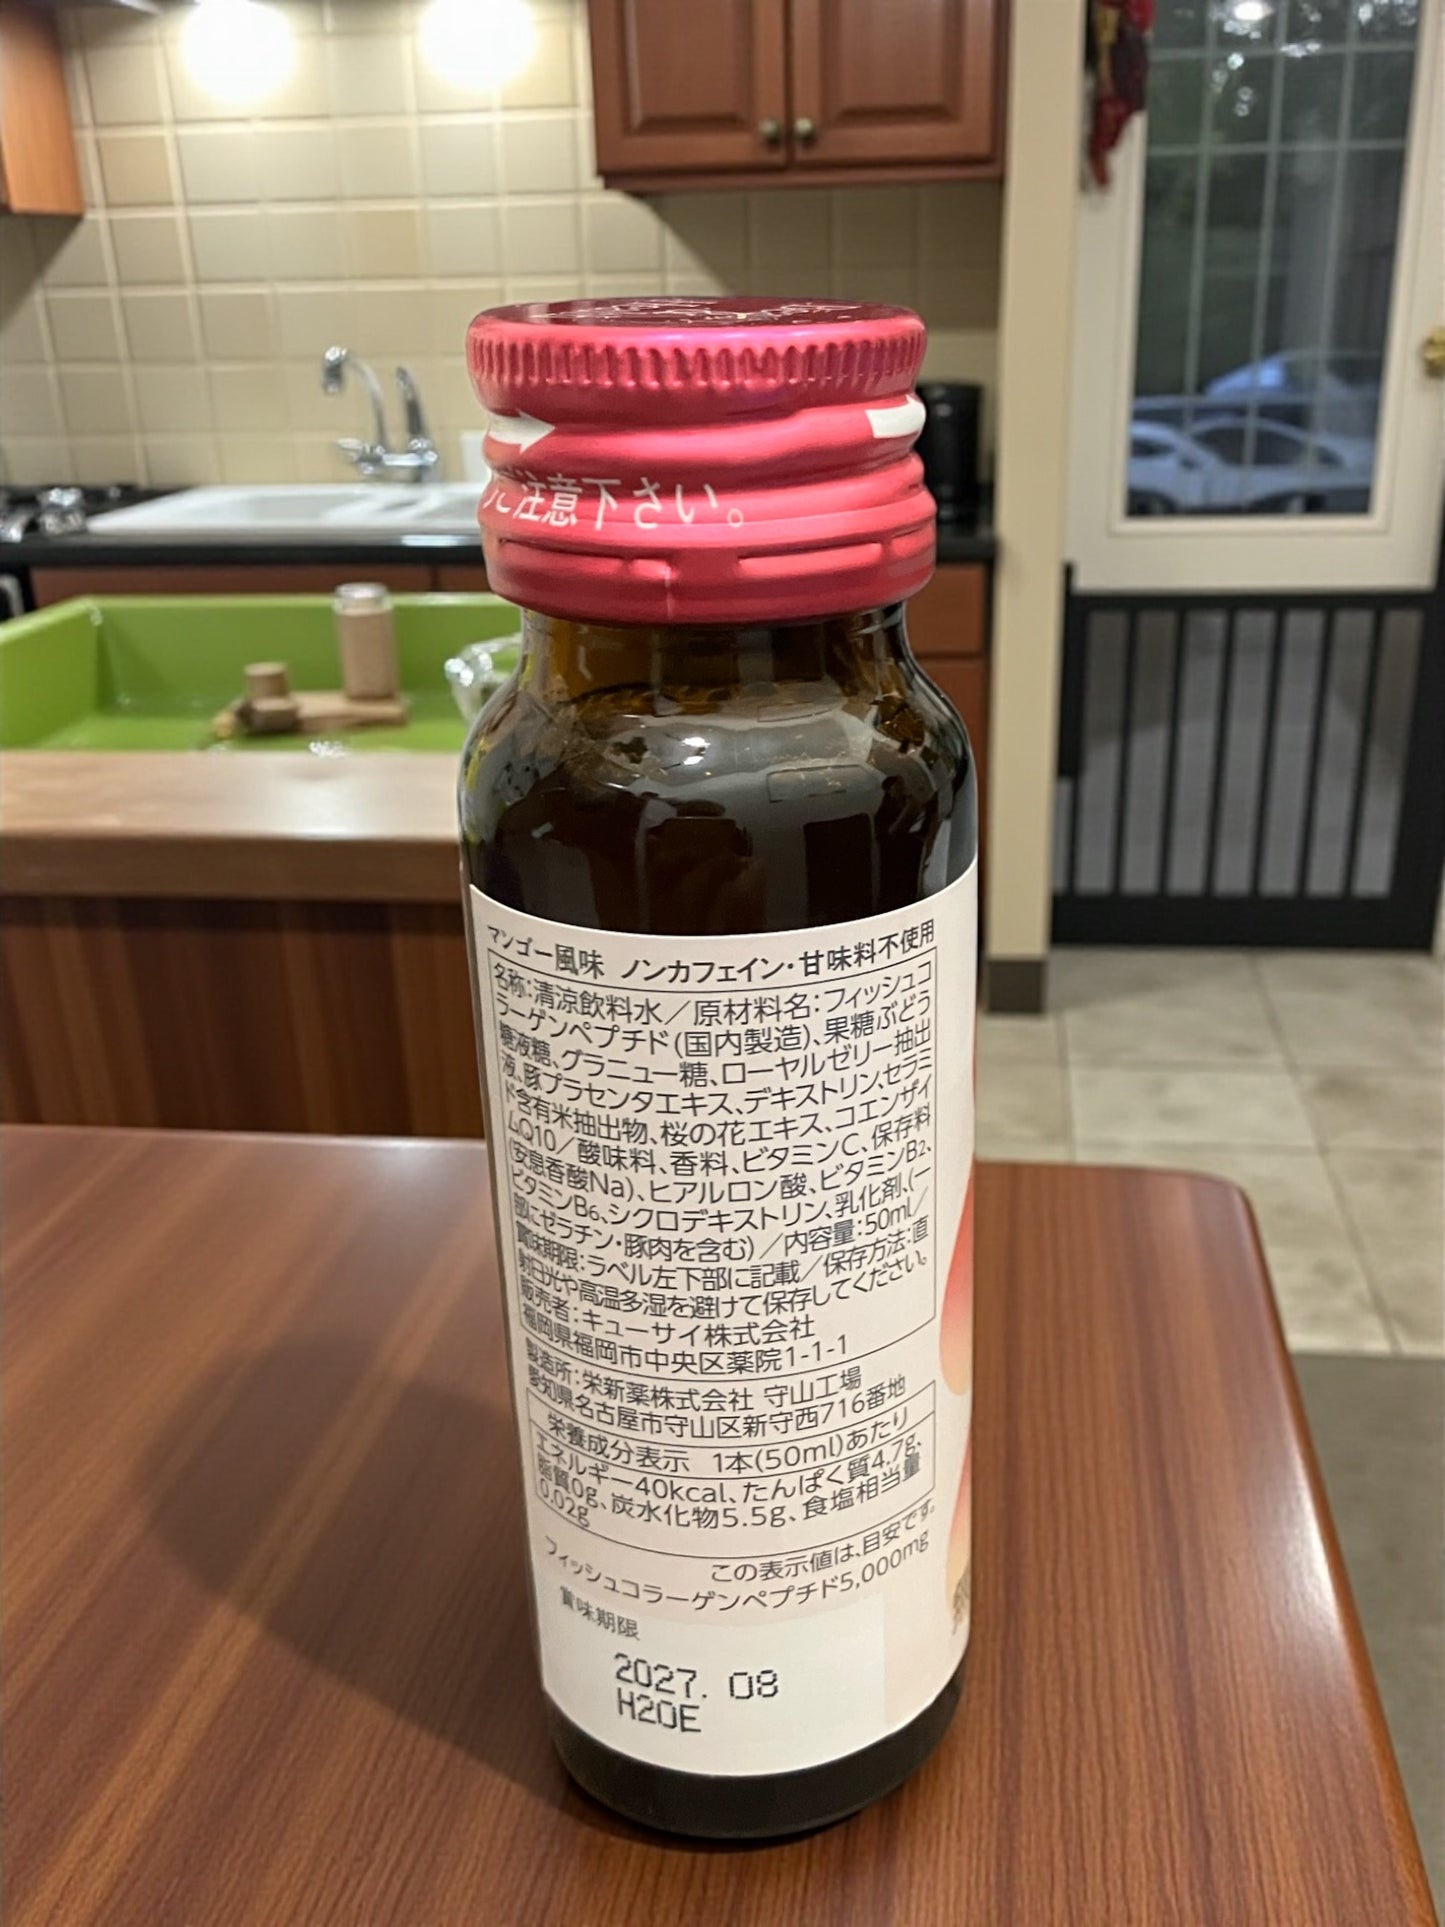 注意下さい。
マンゴー風味 ノンカフェイン・甘味料不使用
名称:清涼飲料水/原材料名:フィッシュコ
ラーゲンペプチド(国内製造)、果糖ぶどう
糖液糖、グラニュー糖、ローヤルゼリー抽出
液、豚プラセンタエキス、デキストリン、セラミ
ド含有米抽出物、桜の花エキス、コエンザイ
ムQ10/酸味料、香料、ビタミンC、保存料
(安息香酸Na)、ヒアルロン酸、ビタミンB2、
ビタミンB6、シクロデキストリン、乳化剤、(一
部にゼラチン・豚肉を含む)/内容量:50ml/
賞味期限:ラベル左下部に記載/保存方法:直
射日光や高温多湿を避けて保存してください。
販売者:キューサイ株式会社
福岡県福岡市中央区薬院1-1-1
製造所:栄新薬株式会社 守山工場
愛知県名古屋市守山区新守西716番地
栄養成分表示 1本(50ml)あたり
エネルギー40kcal、たんぱく質4.7g、
脂質0g、炭水化物5.5g、食塩相当量
0.02g
この表示値は、目安です。
フィッシュコラーゲンペプチド5,000mg
賞味期限
2027. 08
H20E